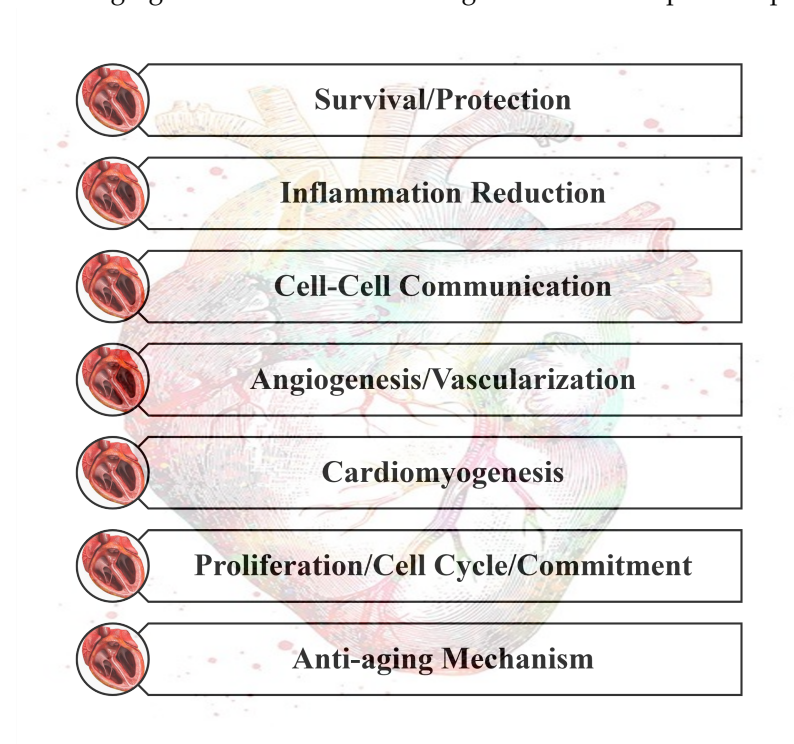 Survival/Protection
Inflammation Reduction
Cell-Cell Communication
Angiogenesis/Vascularization
Cardiomyogenesis
Proliferation/Cell Cycle/Commitment
Anti-aging Mechanism